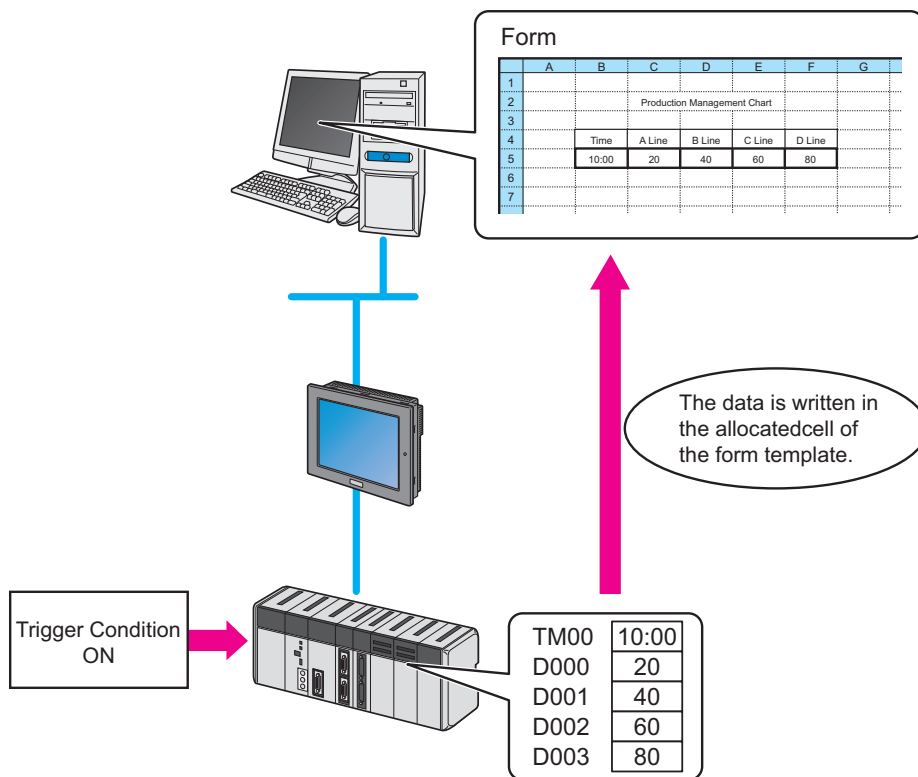 Form
A B C D E F G
1
2 Production Management Chart
3
4 Time A Line B Line C Line D Line
5 10:00 20 40 60 80
6
7
The data is written in
the allocatedcell of
the form template.
Trigger Condition
ON
TM00 10:00
D000 20
D001 40
D002 60
D003 80